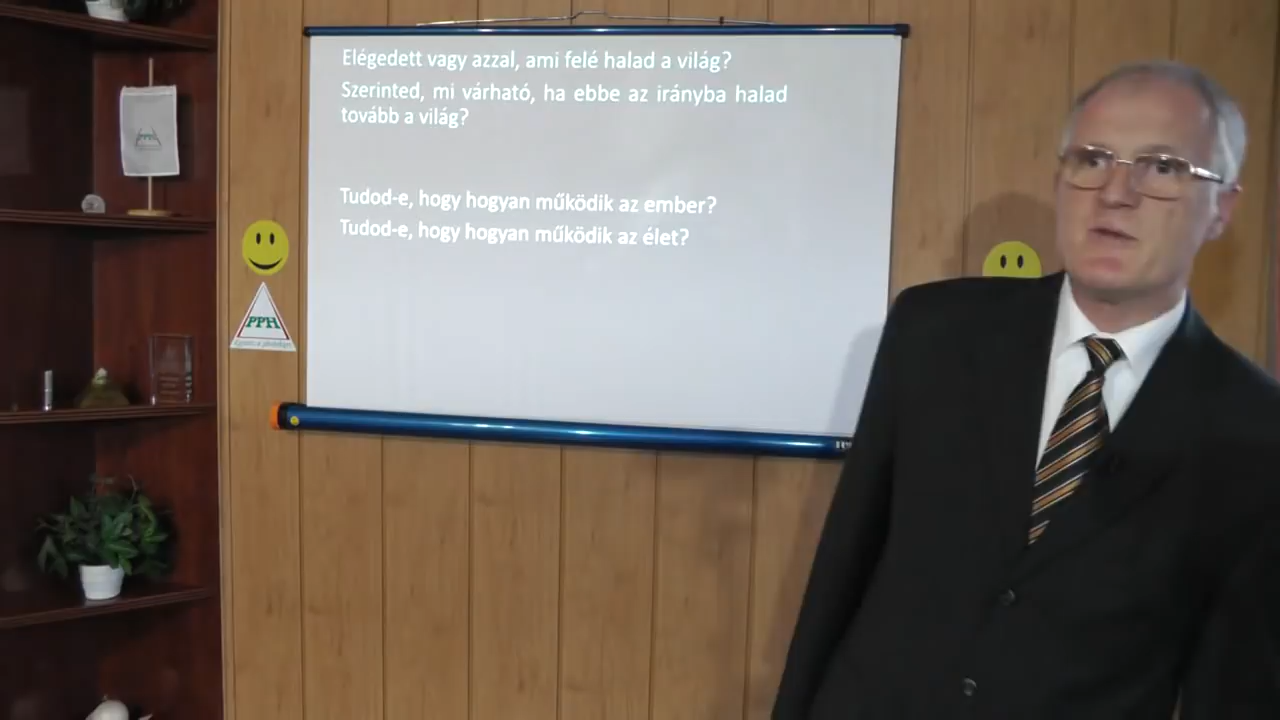 Elégedett vagy azzal, ami felé halad a világ?
Szerinted, mi várható, ha ebbe az irányba halad
tovább a világ?
Tudod-e, hogy hogyan működik az ember?
Tudod-e, hogy hogyan működik az élet?
PPH